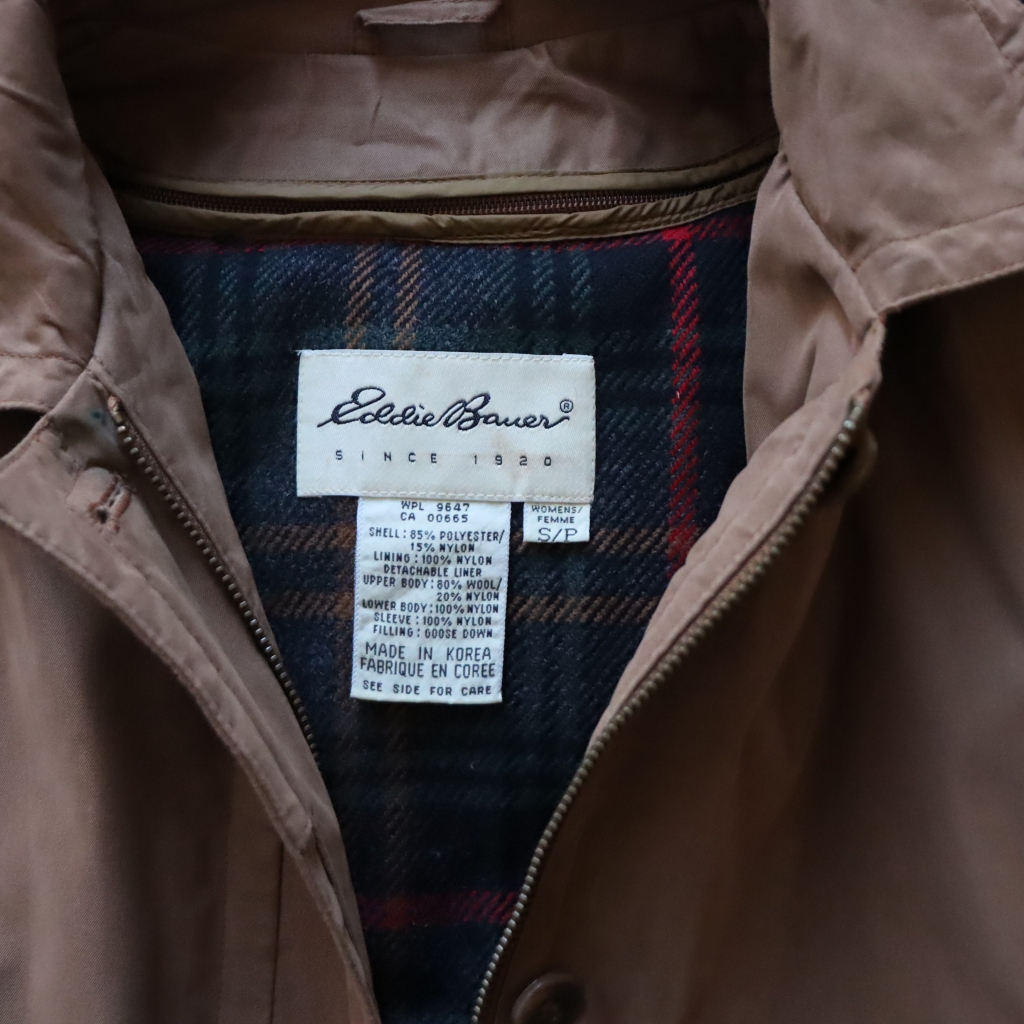 Eddie Bauer®
SINCE 1920
WPL 9647
CA 00665
SHELL: 85% POLYESTER/
15% NYLON
LINING: 100% NYLON
DETACHABLE LINER
UPPER BODY: 80% WOOL/
20% NYLON
LOWER BODY: 100% NYLON
SLEEVE: 100% NYLON
FILLING: GOOSE DOWN
MADE IN KOREA
FABRIQUE EN COREE
SEE SIDE FOR CARE
WOMENS/
FEMME
S/P